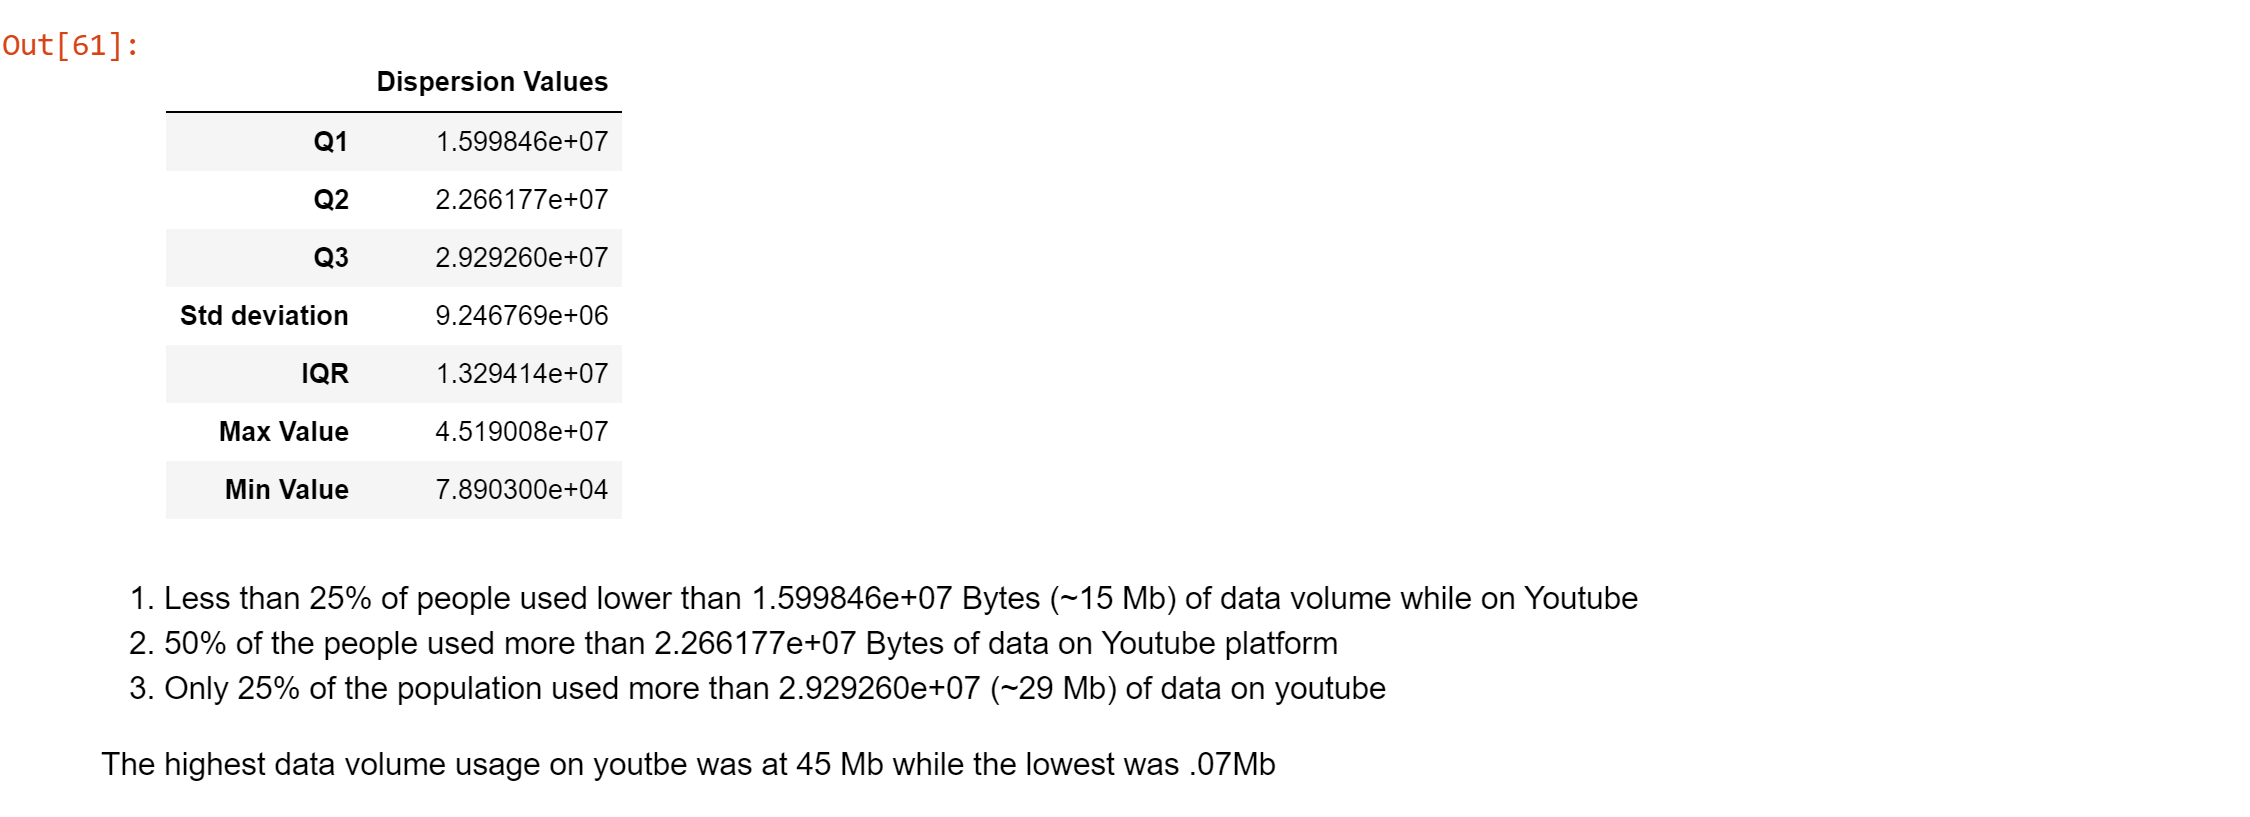 Out[61]:
Dispersion Values
Q1 1.599846e+07
Q2 2.266177e+07
Q3 2.929260e+07
Std deviation 9.246769e+06
IQR 1.329414e+07
Max Value 4.519008e+07
Min Value 7.890300e+04
1. Less than 25% of people used lower than 1.599846e+07 Bytes (~15 Mb) of data volume while on Youtube
2. 50% of the people used more than 2.266177e+07 Bytes of data on Youtube platform
3. Only 25% of the population used more than 2.929260e+07 (~29 Mb) of data on youtube
The highest data volume usage on youtbe was at 45 Mb while the lowest was .07Mb